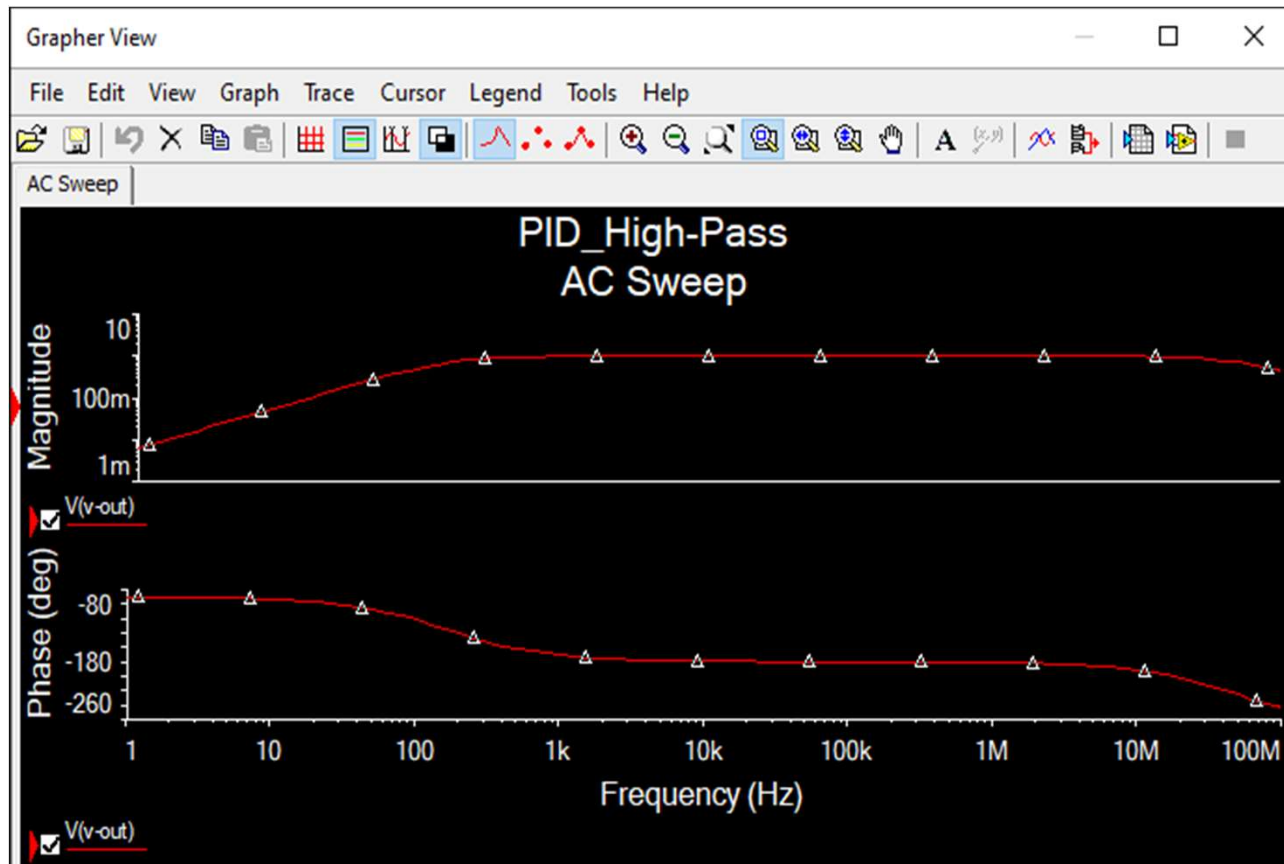 Grapher View
File Edit View Graph Trace Cursor Legend Tools Help
A (x,y)
AC Sweep
PID_High-Pass
AC Sweep
Magnitude
10
100m
1m
V(v-out)
Phase (deg)
-80
-180
-260
1 10 100 1k 10k 100k 1M 10M 100M
Frequency (Hz)
V(v-out)